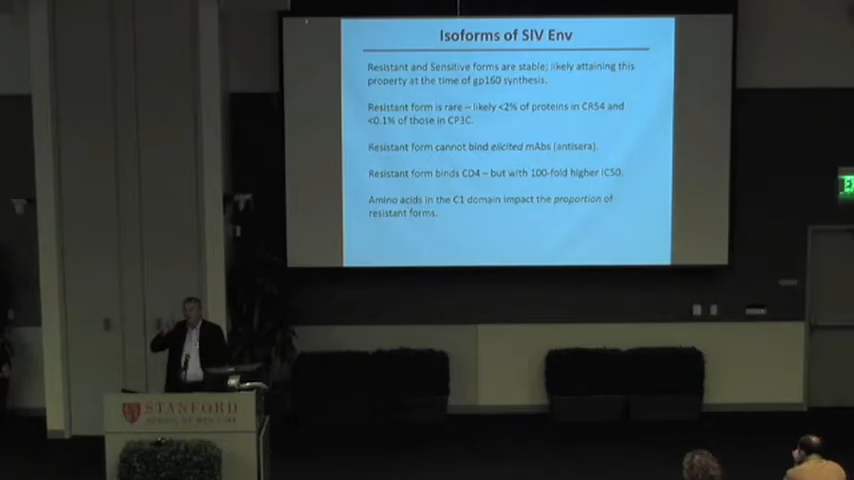 Isoforms of SIV Env
Resistant and Sensitive forms are stable; likely attaining this
property at the time of gp160 synthesis.
Resistant form is rare – likely <2% of proteins in CR54 and
<0.1% of those in CP3C.
Resistant form cannot bind elicited mAbs (antisera).
Resistant form binds CD4 – but with 100-fold higher IC50.
Amino acids in the C1 domain impact the proportion of
resistant forms.
STANFORD
SCHOOL OF MEDICINE